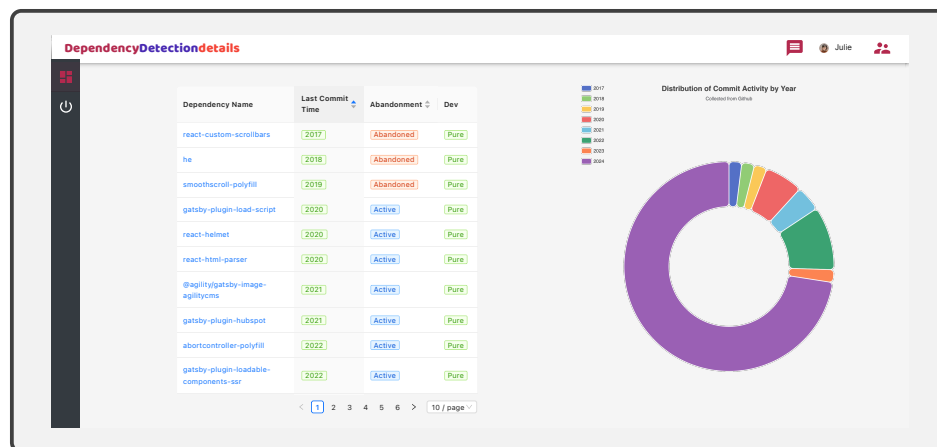 DependencyDetectiondetails
Julie
Dependency Name
Last Commit
Time
Abandonment
Dev
react-custom-scrollbars 2017 Abandoned Pure
he 2018 Abandoned Pure
smoothscroll-polyfill 2019 Abandoned Pure
gatsby-plugin-load-script 2020 Active Pure
react-helmet 2020 Active Pure
react-html-parser 2020 Active Pure
@agility/gatsby-image-
agilitycms
2021 Active Pure
gatsby-plugin-hubspot 2021 Active Pure
abortcontroller-polyfill 2022 Active Pure
gatsby-plugin-loadable-
components-ssr
2022 Active Pure
< 1 2 3 4 5 6 > 10 / page
2017
2018
2019
2020
2021
2022
2023
2024
Distribution of Commit Activity by Year
Collected from Github